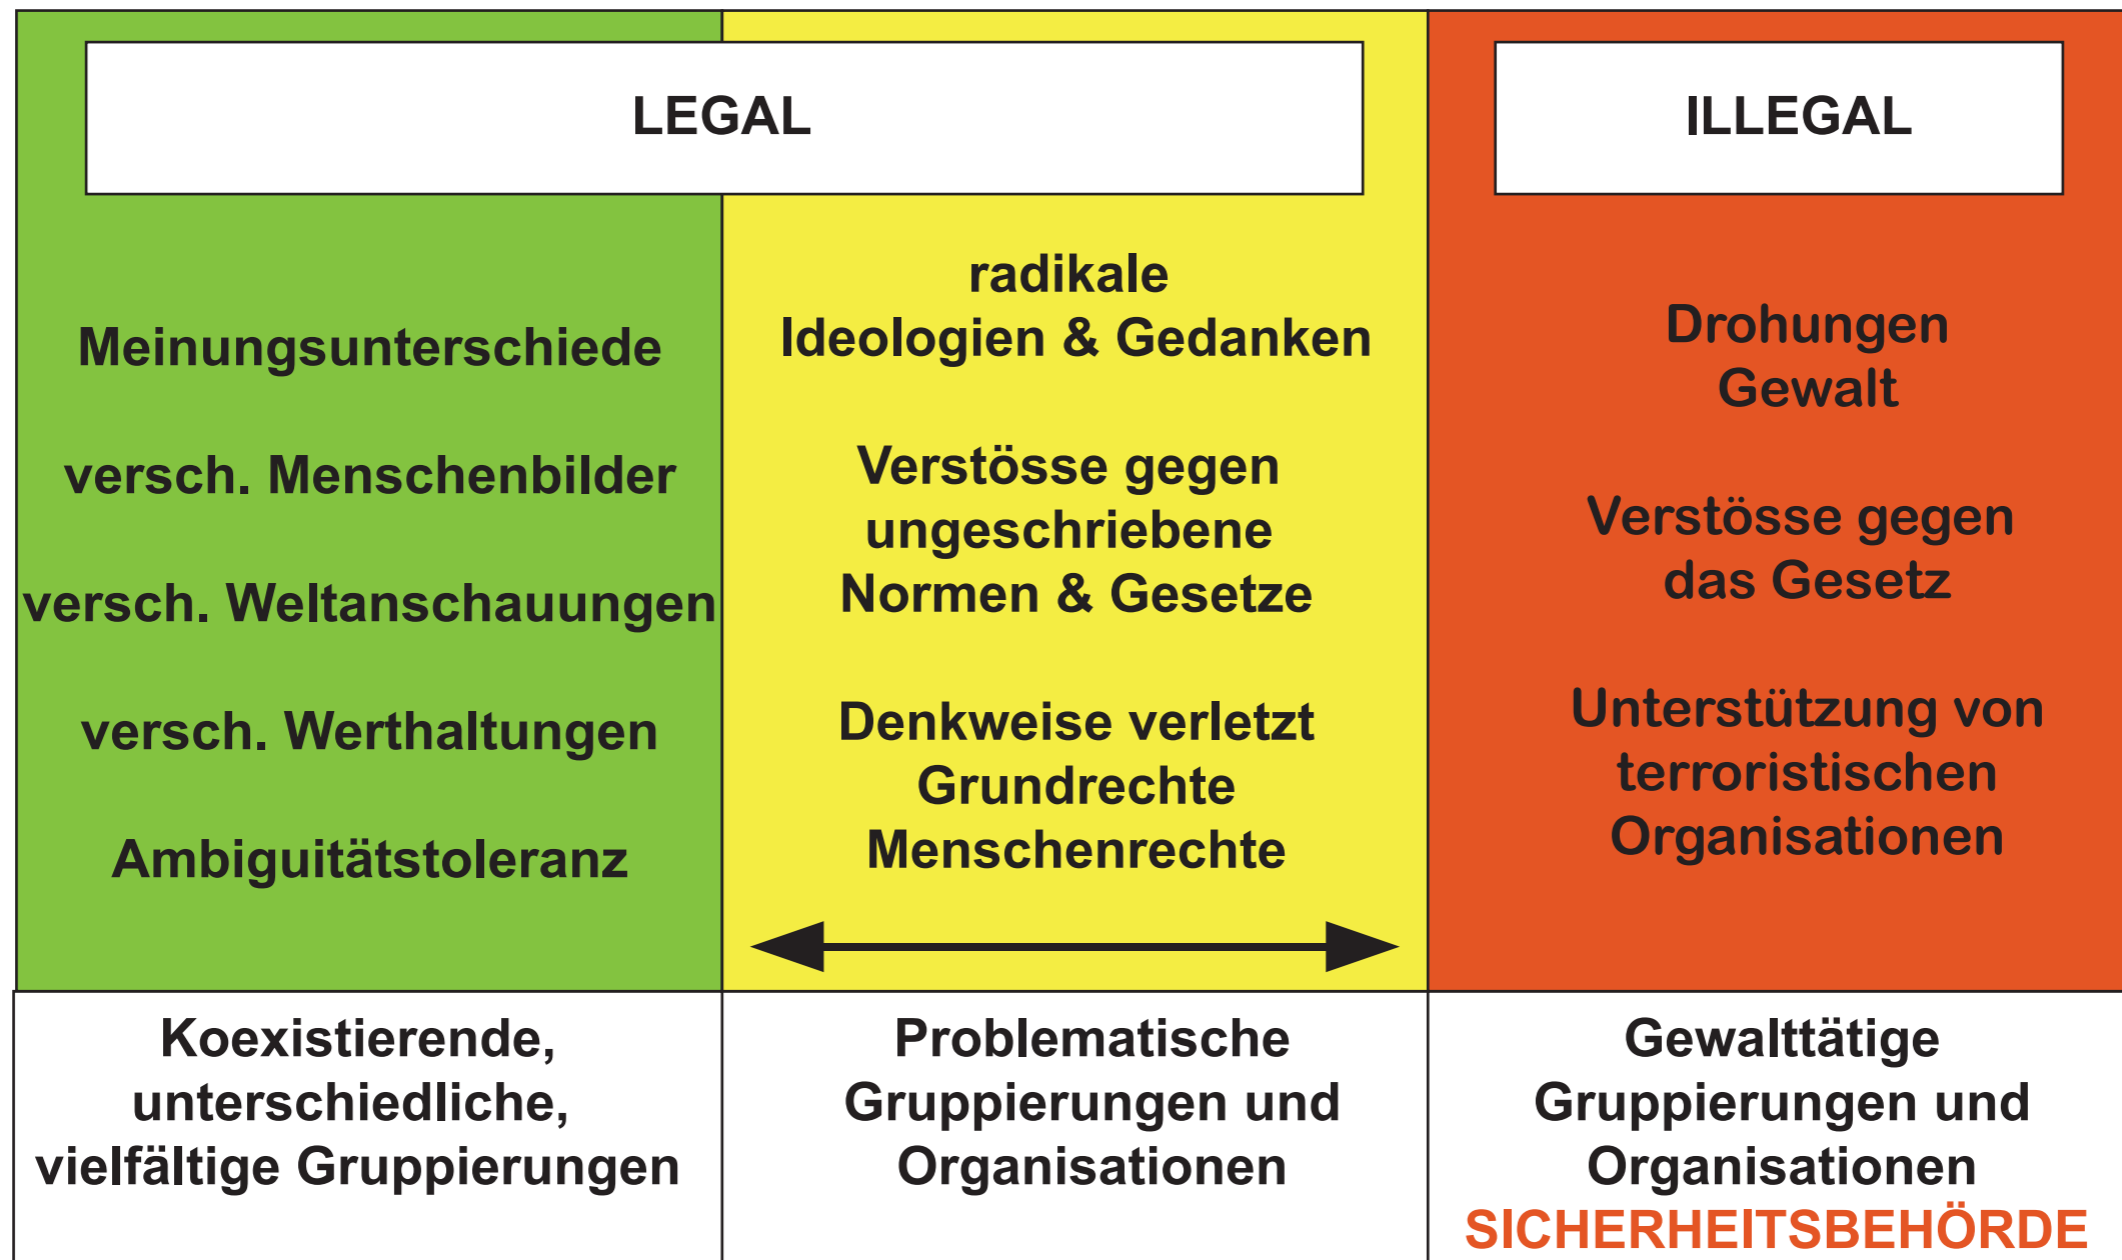 LEGAL
ILLEGAL
Meinungsunterschiede
versch. Menschenbilder
versch. Weltanschauungen
versch. Werthaltungen
Ambiguitätstoleranz
radikale
Ideologien & Gedanken
Verstösse gegen
ungeschriebene
Normen & Gesetze
Denkweise verletzt
Grundrechte
Menschenrechte
Drohungen
Gewalt
Verstösse gegen
das Gesetz
Unterstützung von
terroristischen
Organisationen
Koexistierende,
unterschiedliche,
vielfältige Gruppierungen
Problematische
Gruppierungen und
Organisationen
Gewalttätige
Gruppierungen und
Organisationen
SICHERHEITSBEHÖRDE